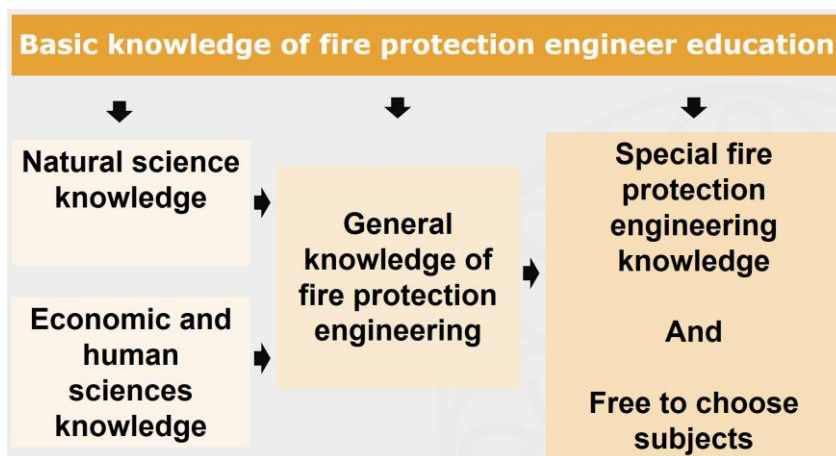 Basic knowledge of fire protection engineer education
Natural science
knowledge
Economic and
human
sciences
knowledge
General
knowledge of
fire protection
engineering
Special fire
protection
engineering
knowledge
And
Free to choose
subjects